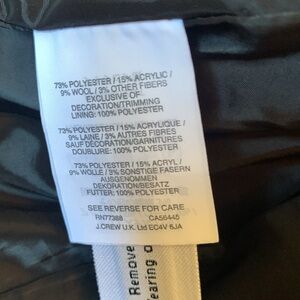 73% POLYESTER / 15% ACRYLIC /
9% WOOL / 3% OTHER FIBERS
EXCLUSIVE OF
DECORATION/TRIMMING
LINING: 100% POLYESTER
73% POLYESTER / 15% ACRYLIQUE /
9% LAINE / 3% AUTRES FIBRES
SAUF DÉCORATION/GARNITURES
DOUBLURE: 100% POLYESTER
73% POLYESTER / 15% ACRYL /
9% WOLLE / 3% SONSTIGE FASERN
AUSGENOMMEN
DEKORATION/BESATZ
FUTTER: 100% POLYESTER
SEE REVERSE FOR CARE
RN77388 CA56445
J.CREW U.K. Ltd EC4V 6JA
Remove